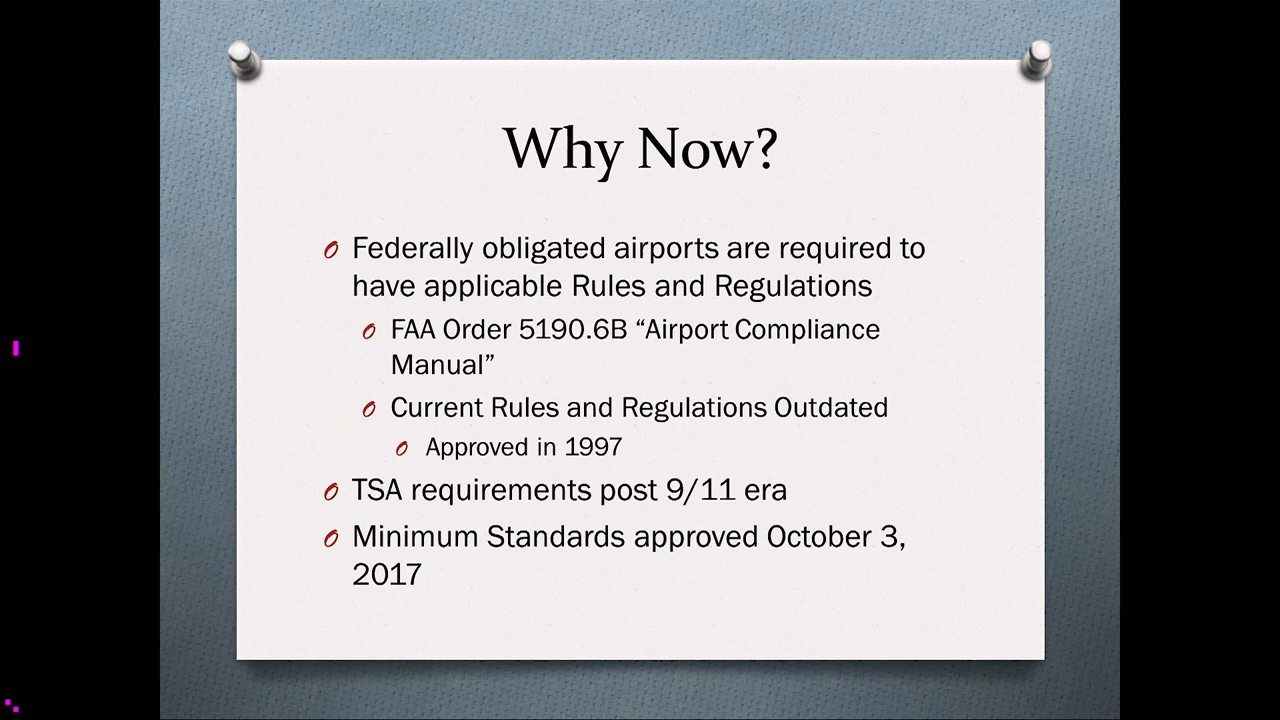 Why Now?
Federally obligated airports are required to
have applicable Rules and Regulations
FAA Order 5190.6B “Airport Compliance
Manual”
Current Rules and Regulations Outdated
Approved in 1997
TSA requirements post 9/11 era
Minimum Standards approved October 3,
2017